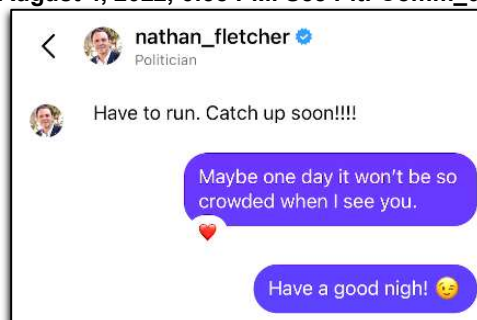 nathan_fletcher
Politician
Have to run. Catch up soon!!!!
Maybe one day it won't be so
crowded when I see you.
Have a good nigh! 😉